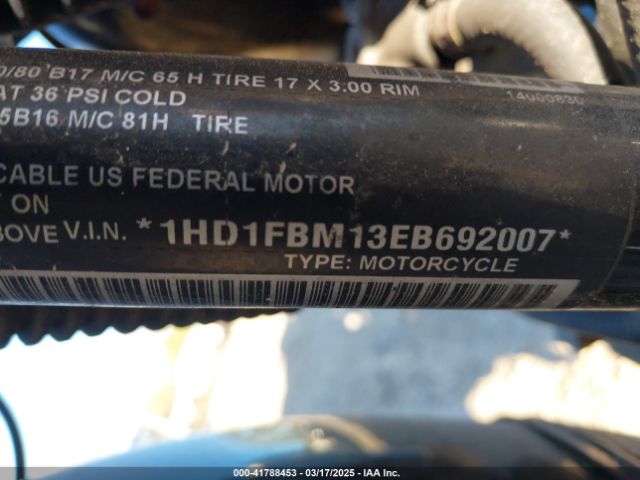 0/80 B17 M/C 65 H TIRE 17 X 3.00 RIM
AT 36 PSI COLD
14000830
5B16 M/C 81H TIRE
CABLE US FEDERAL MOTOR
ON
BOVE V.I.N. *1HD1FBM13EB692007*
TYPE: MOTORCYCLE
000-41788453 - 03/17/2025 - IAA Inc.